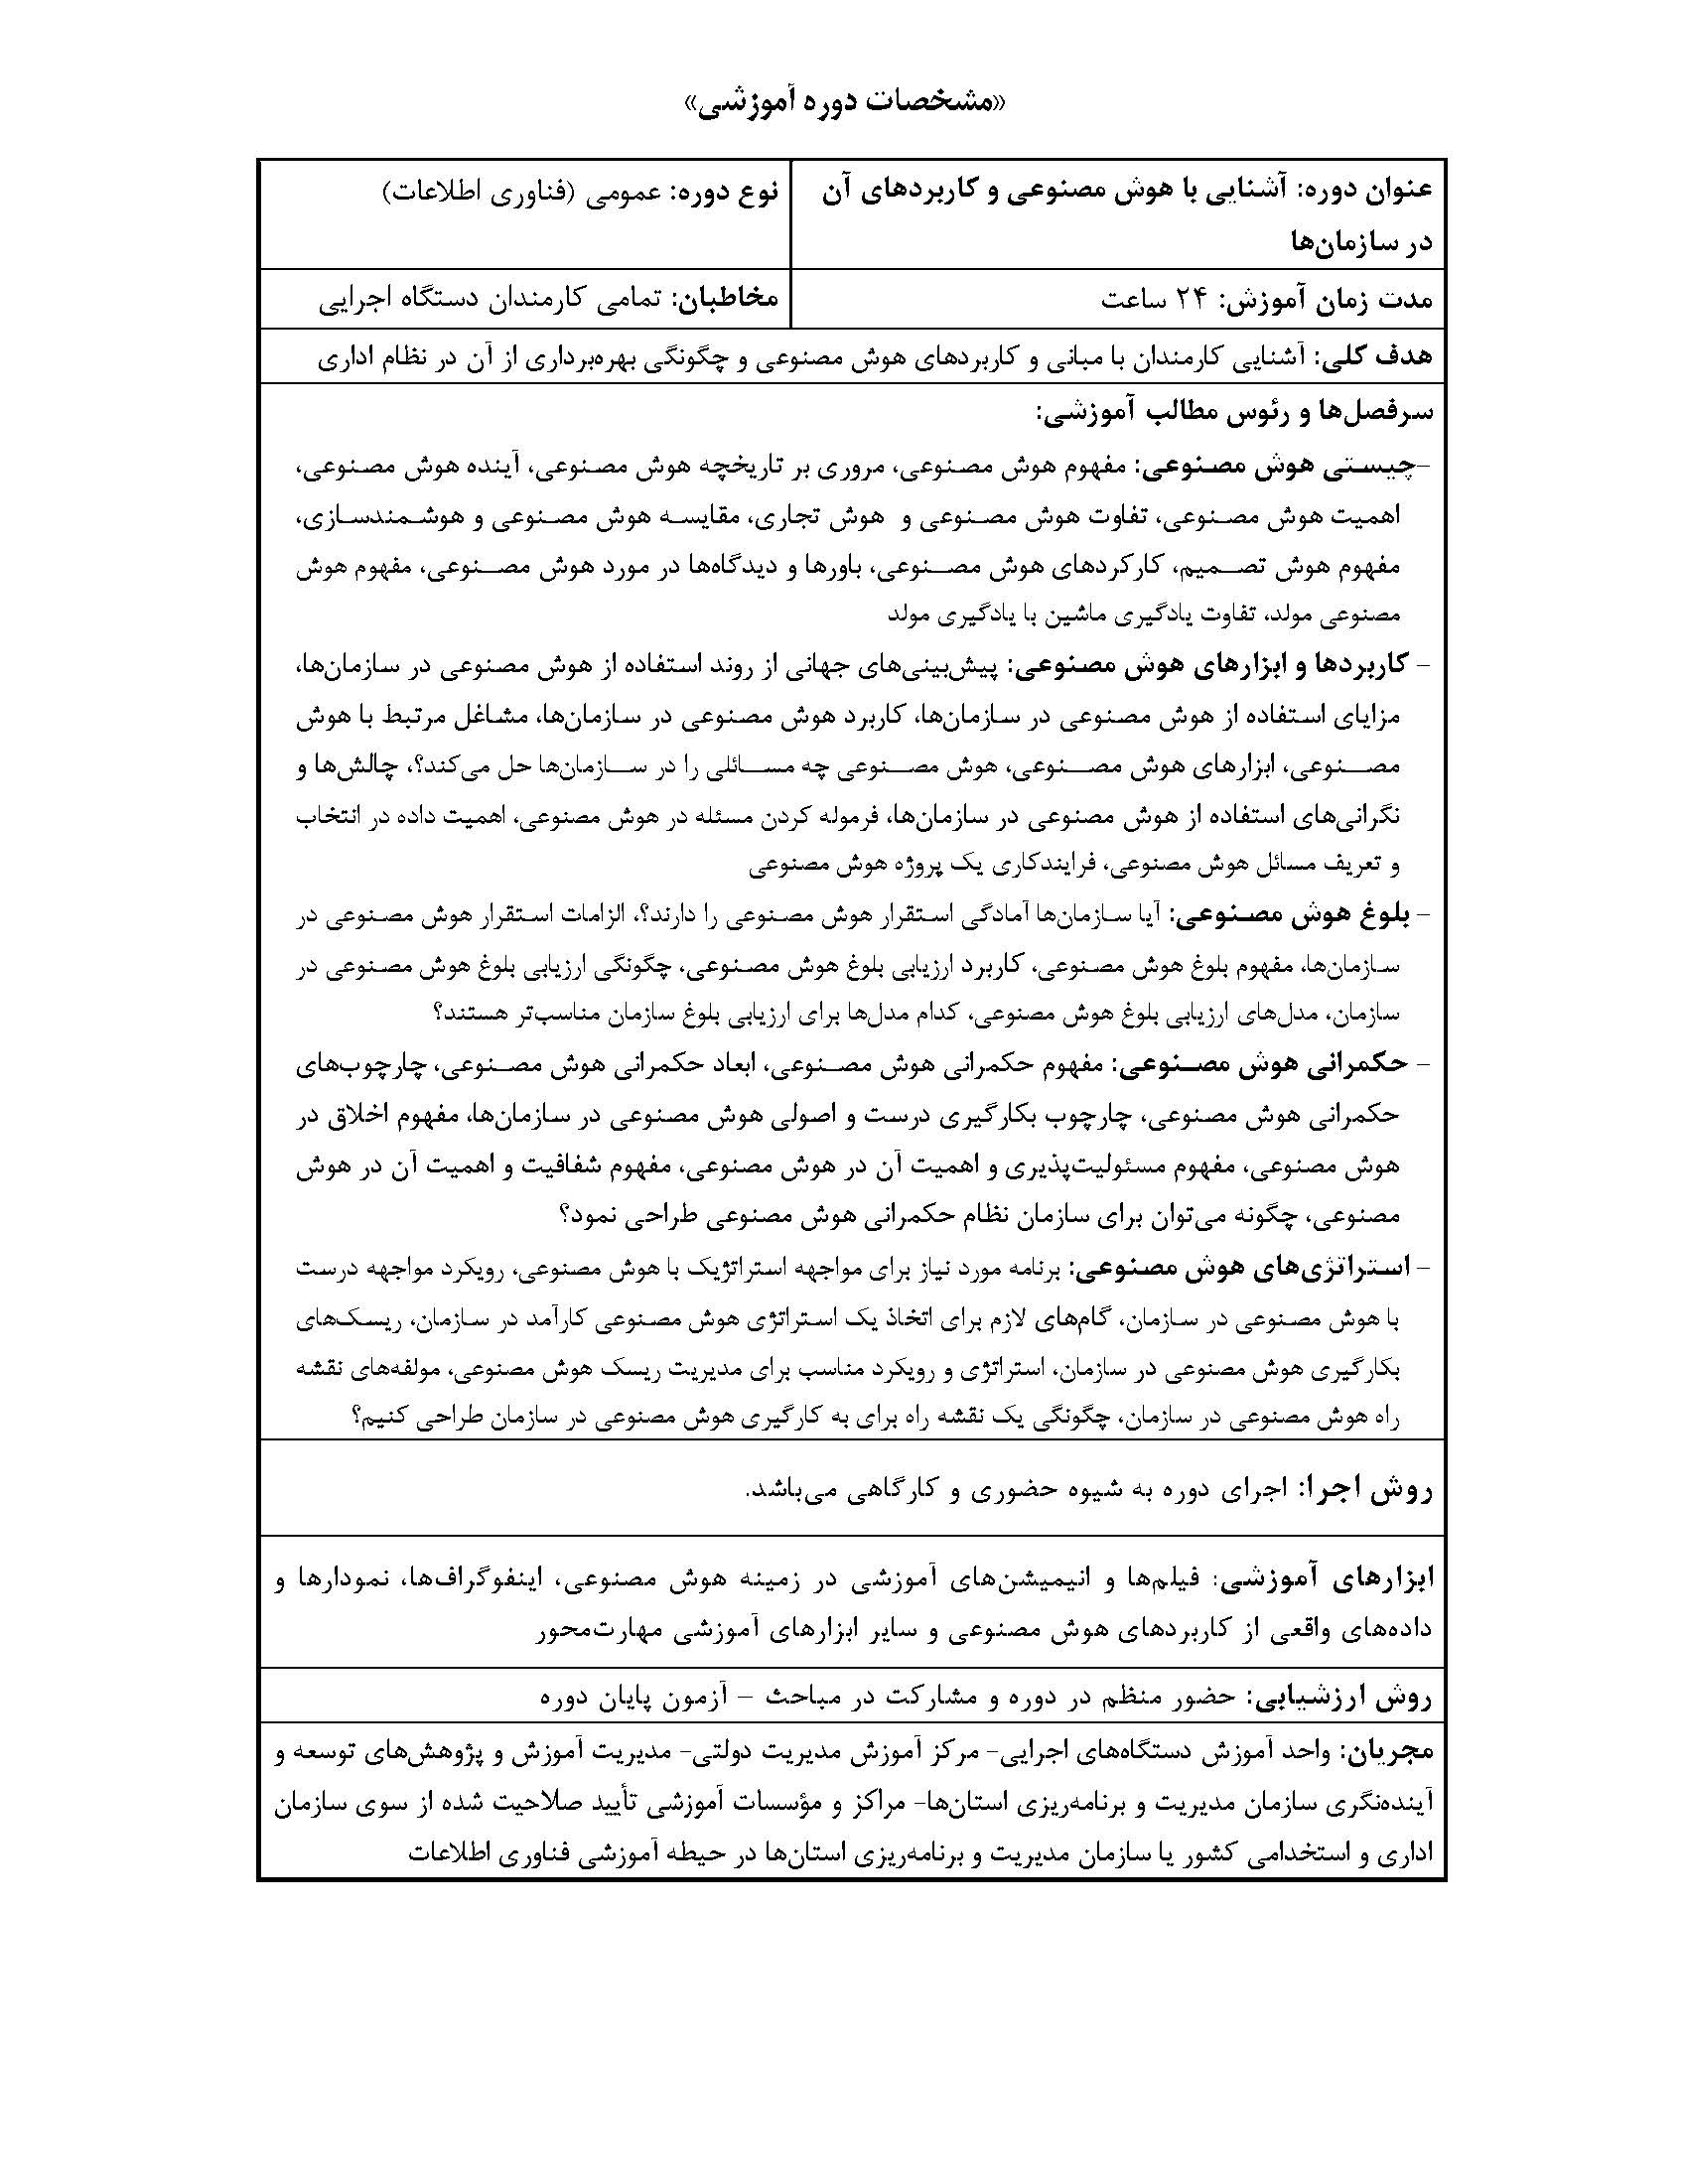 «مشخصات دوره آموزشی»
عنوان دوره: آشنایی با هوش مصنوعی و کاربردهای آن
در سازمان‌ها
نوع دوره: عمومی (فناوری اطلاعات)
مدت زمان آموزش: ۲۴ ساعت
مخاطبان: تمامی کارمندان دستگاه اجرایی
هدف کلی: آشنایی کارمندان با مبانی و کاربردهای هوش مصنوعی و چگونگی بهره‌برداری از آن در نظام اداری
سرفصل‌ها و رئوس مطالب آموزشی:
-چیستی هوش مصنوعی: مفهوم هوش مصنوعی، مروری بر تاریخچه هوش مصنوعی، آینده هوش مصنوعی،
اهمیت هوش مصنوعی، تفاوت هوش مصنوعی و هوش تجاری، مقایسه هوش مصنوعی و هوشمندسازی،
مفهوم هوش تصمیم، کارکردهای هوش مصنوعی، باورها و دیدگاه‌ها در مورد هوش مصنوعی، مفهوم هوش
مصنوعی مولد، تفاوت یادگیری ماشین با یادگیری مولد
- کاربردها و ابزارهای هوش مصنوعی: پیش‌بینی‌های جهانی از روند استفاده از هوش مصنوعی در سازمان‌ها،
مزایای استفاده از هوش مصنوعی در سازمان‌ها، کاربرد هوش مصنوعی در سازمان‌ها، مشاغل مرتبط با هوش
مصنوعی، ابزارهای هوش مصنوعی، هوش مصنوعی چه مسائلی را در سازمان‌ها حل می‌کند؟، چالش‌ها و
نگرانی‌های استفاده از هوش مصنوعی در سازمان‌ها، فرموله کردن مسئله در هوش مصنوعی، اهمیت داده در انتخاب
و تعریف مسائل هوش مصنوعی، فرایندکاری یک پروژه هوش مصنوعی
- بلوغ هوش مصنوعی: آیا سازمان‌ها آمادگی استقرار هوش مصنوعی را دارند؟، الزامات استقرار هوش مصنوعی در
سازمان‌ها، مفهوم بلوغ هوش مصنوعی، کاربرد ارزیابی بلوغ هوش مصنوعی، چگونگی ارزیابی بلوغ هوش مصنوعی در
سازمان، مدل‌های ارزیابی بلوغ هوش مصنوعی، کدام مدل‌ها برای ارزیابی بلوغ سازمان مناسب‌تر هستند؟
- حکمرانی هوش مصنوعی: مفهوم حکمرانی هوش مصنوعی، ابعاد حکمرانی هوش مصنوعی، چارچوب‌های
حکمرانی هوش مصنوعی، چارچوب بکارگیری درست و اصولی هوش مصنوعی در سازمان‌ها، مفهوم اخلاق در
هوش مصنوعی، مفهوم مسئولیت‌پذیری و اهمیت آن در هوش مصنوعی، مفهوم شفافیت و اهمیت آن در هوش
مصنوعی، چگونه می‌توان برای سازمان نظام حکمرانی هوش مصنوعی طراحی نمود؟
- استراتژی‌های هوش مصنوعی: برنامه مورد نیاز برای مواجهه استراتژیک با هوش مصنوعی، رویکرد مواجهه درست
با هوش مصنوعی در سازمان، گام‌های لازم برای اتخاذ یک استراتژی هوش مصنوعی کارآمد در سازمان، ریسک‌های
بکارگیری هوش مصنوعی در سازمان، استراتژی و رویکرد مناسب برای مدیریت ریسک هوش مصنوعی، مولفه‌های نقشه
راه هوش مصنوعی در سازمان، چگونگی یک نقشه راه برای به کارگیری هوش مصنوعی در سازمان طراحی کنیم؟
روش اجرا: اجرای دوره به شیوه حضوری و کارگاهی می‌باشد.
ابزارهای آموزشی: فیلم‌ها و انیمیشن‌های آموزشی در زمینه هوش مصنوعی، اینفوگراف‌ها، نمودارها و
داده‌های واقعی از کاربردهای هوش مصنوعی و سایر ابزارهای آموزشی مهارت‌محور
روش ارزشیابی: حضور منظم در دوره و مشارکت در مباحث – آزمون پایان دوره
مجریان: واحد آموزش دستگاه‌های اجرایی- مرکز آموزش مدیریت دولتی- مدیریت آموزش و پژوهش‌های توسعه و
آینده‌نگری سازمان مدیریت و برنامه‌ریزی استان‌ها- مراکز و مؤسسات آموزشی تأیید صلاحیت شده از سوی سازمان
اداری و استخدامی کشور یا سازمان مدیریت و برنامه‌ریزی استان‌ها در حیطه آموزشی فناوری اطلاعات